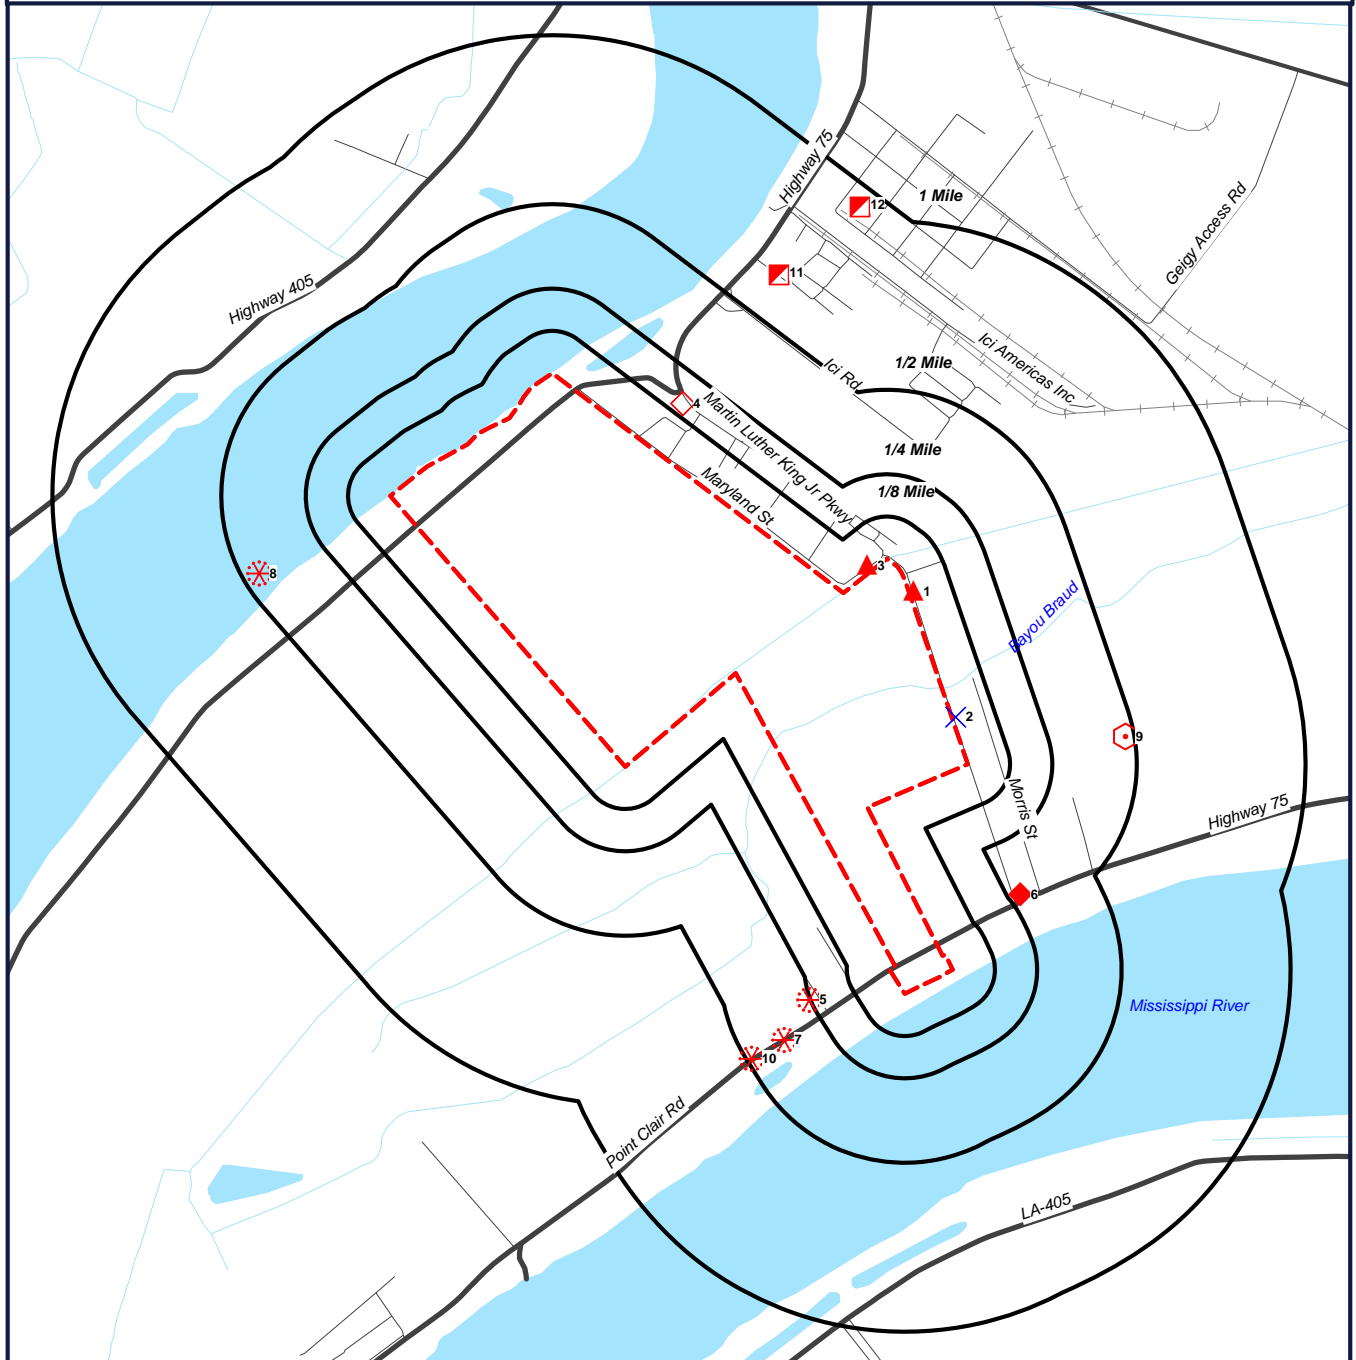 Highway 75
12
1 Mile
Geigy Access Rd
11
Highway 405
Ici Americas Inc
1/2 Mile
Ici Rd
4
Martin Luther King Jr Pkwy
1/4 Mile
Maryland St
1/8 Mile
3
8
1
Bayou Braud
2
9
Morris St
Highway 75
6
5
Mississippi River
7
10
Point Clair Rd
LA-405